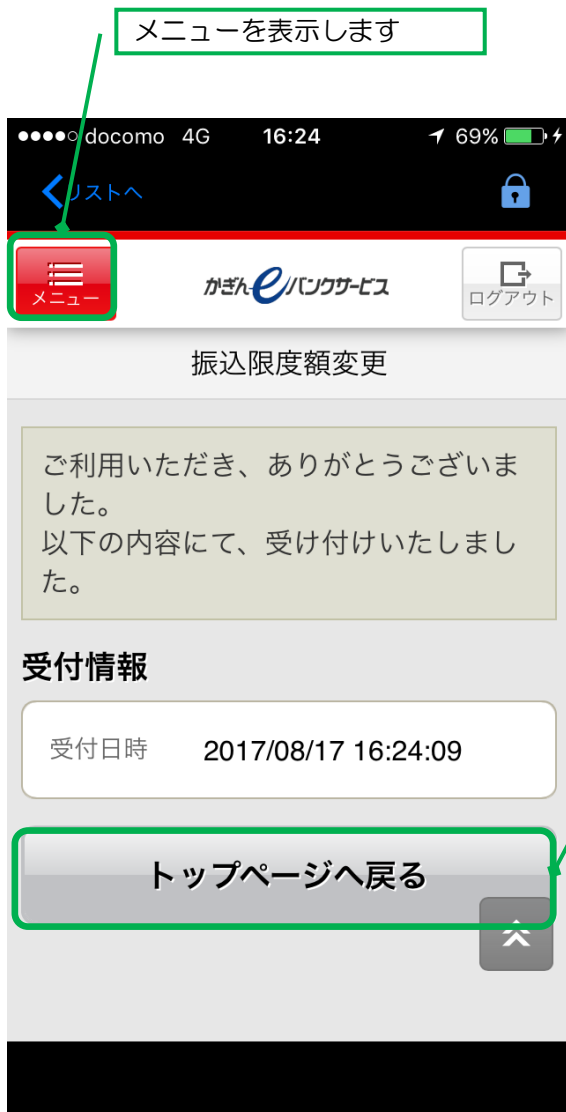 メニューを表示します
docomo 4G 16:24 69%
リストへ
メニュー
かぎんeバンクサービス
ログアウト
振込限度額変更
ご利用いただき、ありがとうございま
した。
以下の内容にて、受け付けいたしまし
た。
受付情報
受付日時 2017/08/17 16:24:09
トップページへ戻る